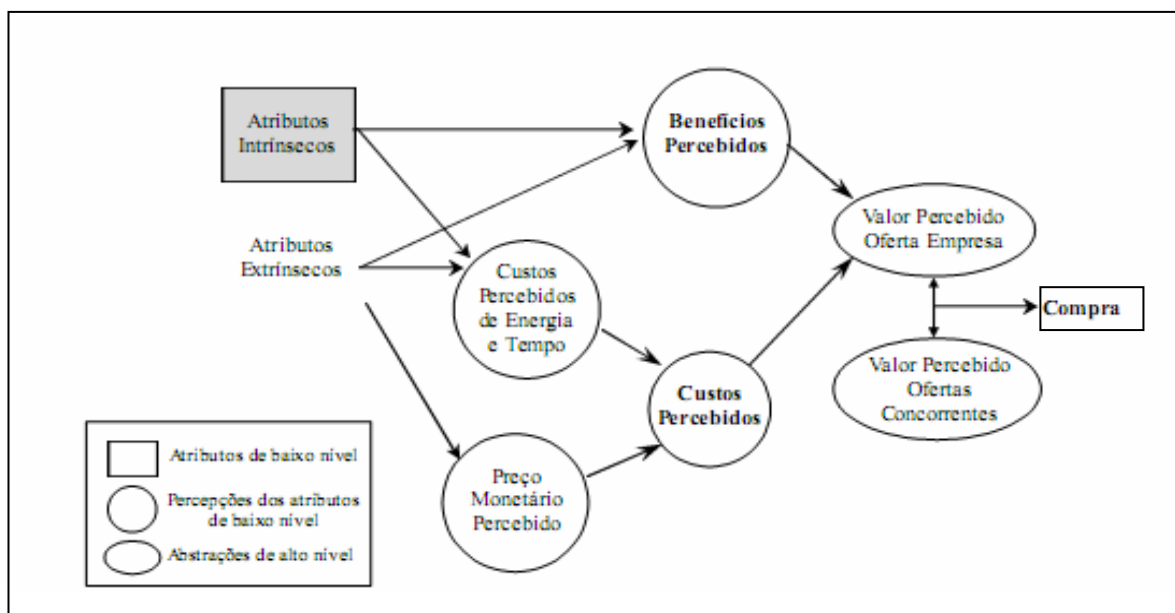 Atributos
Intrínsecos
Benefícios
Percebidos
Valor Percebido
Oferta Empresa
Atributos
Extrínsecos
Custos
Percebidos
de Energia
e Tempo
Compra
Valor Percebido
Ofertas
Concorrentes
Custos
Percebidos
Preço
Monetário
Percebido
Atributos de baixo nível
Percepções dos atributos
de baixo nível
Abstrações de alto nível